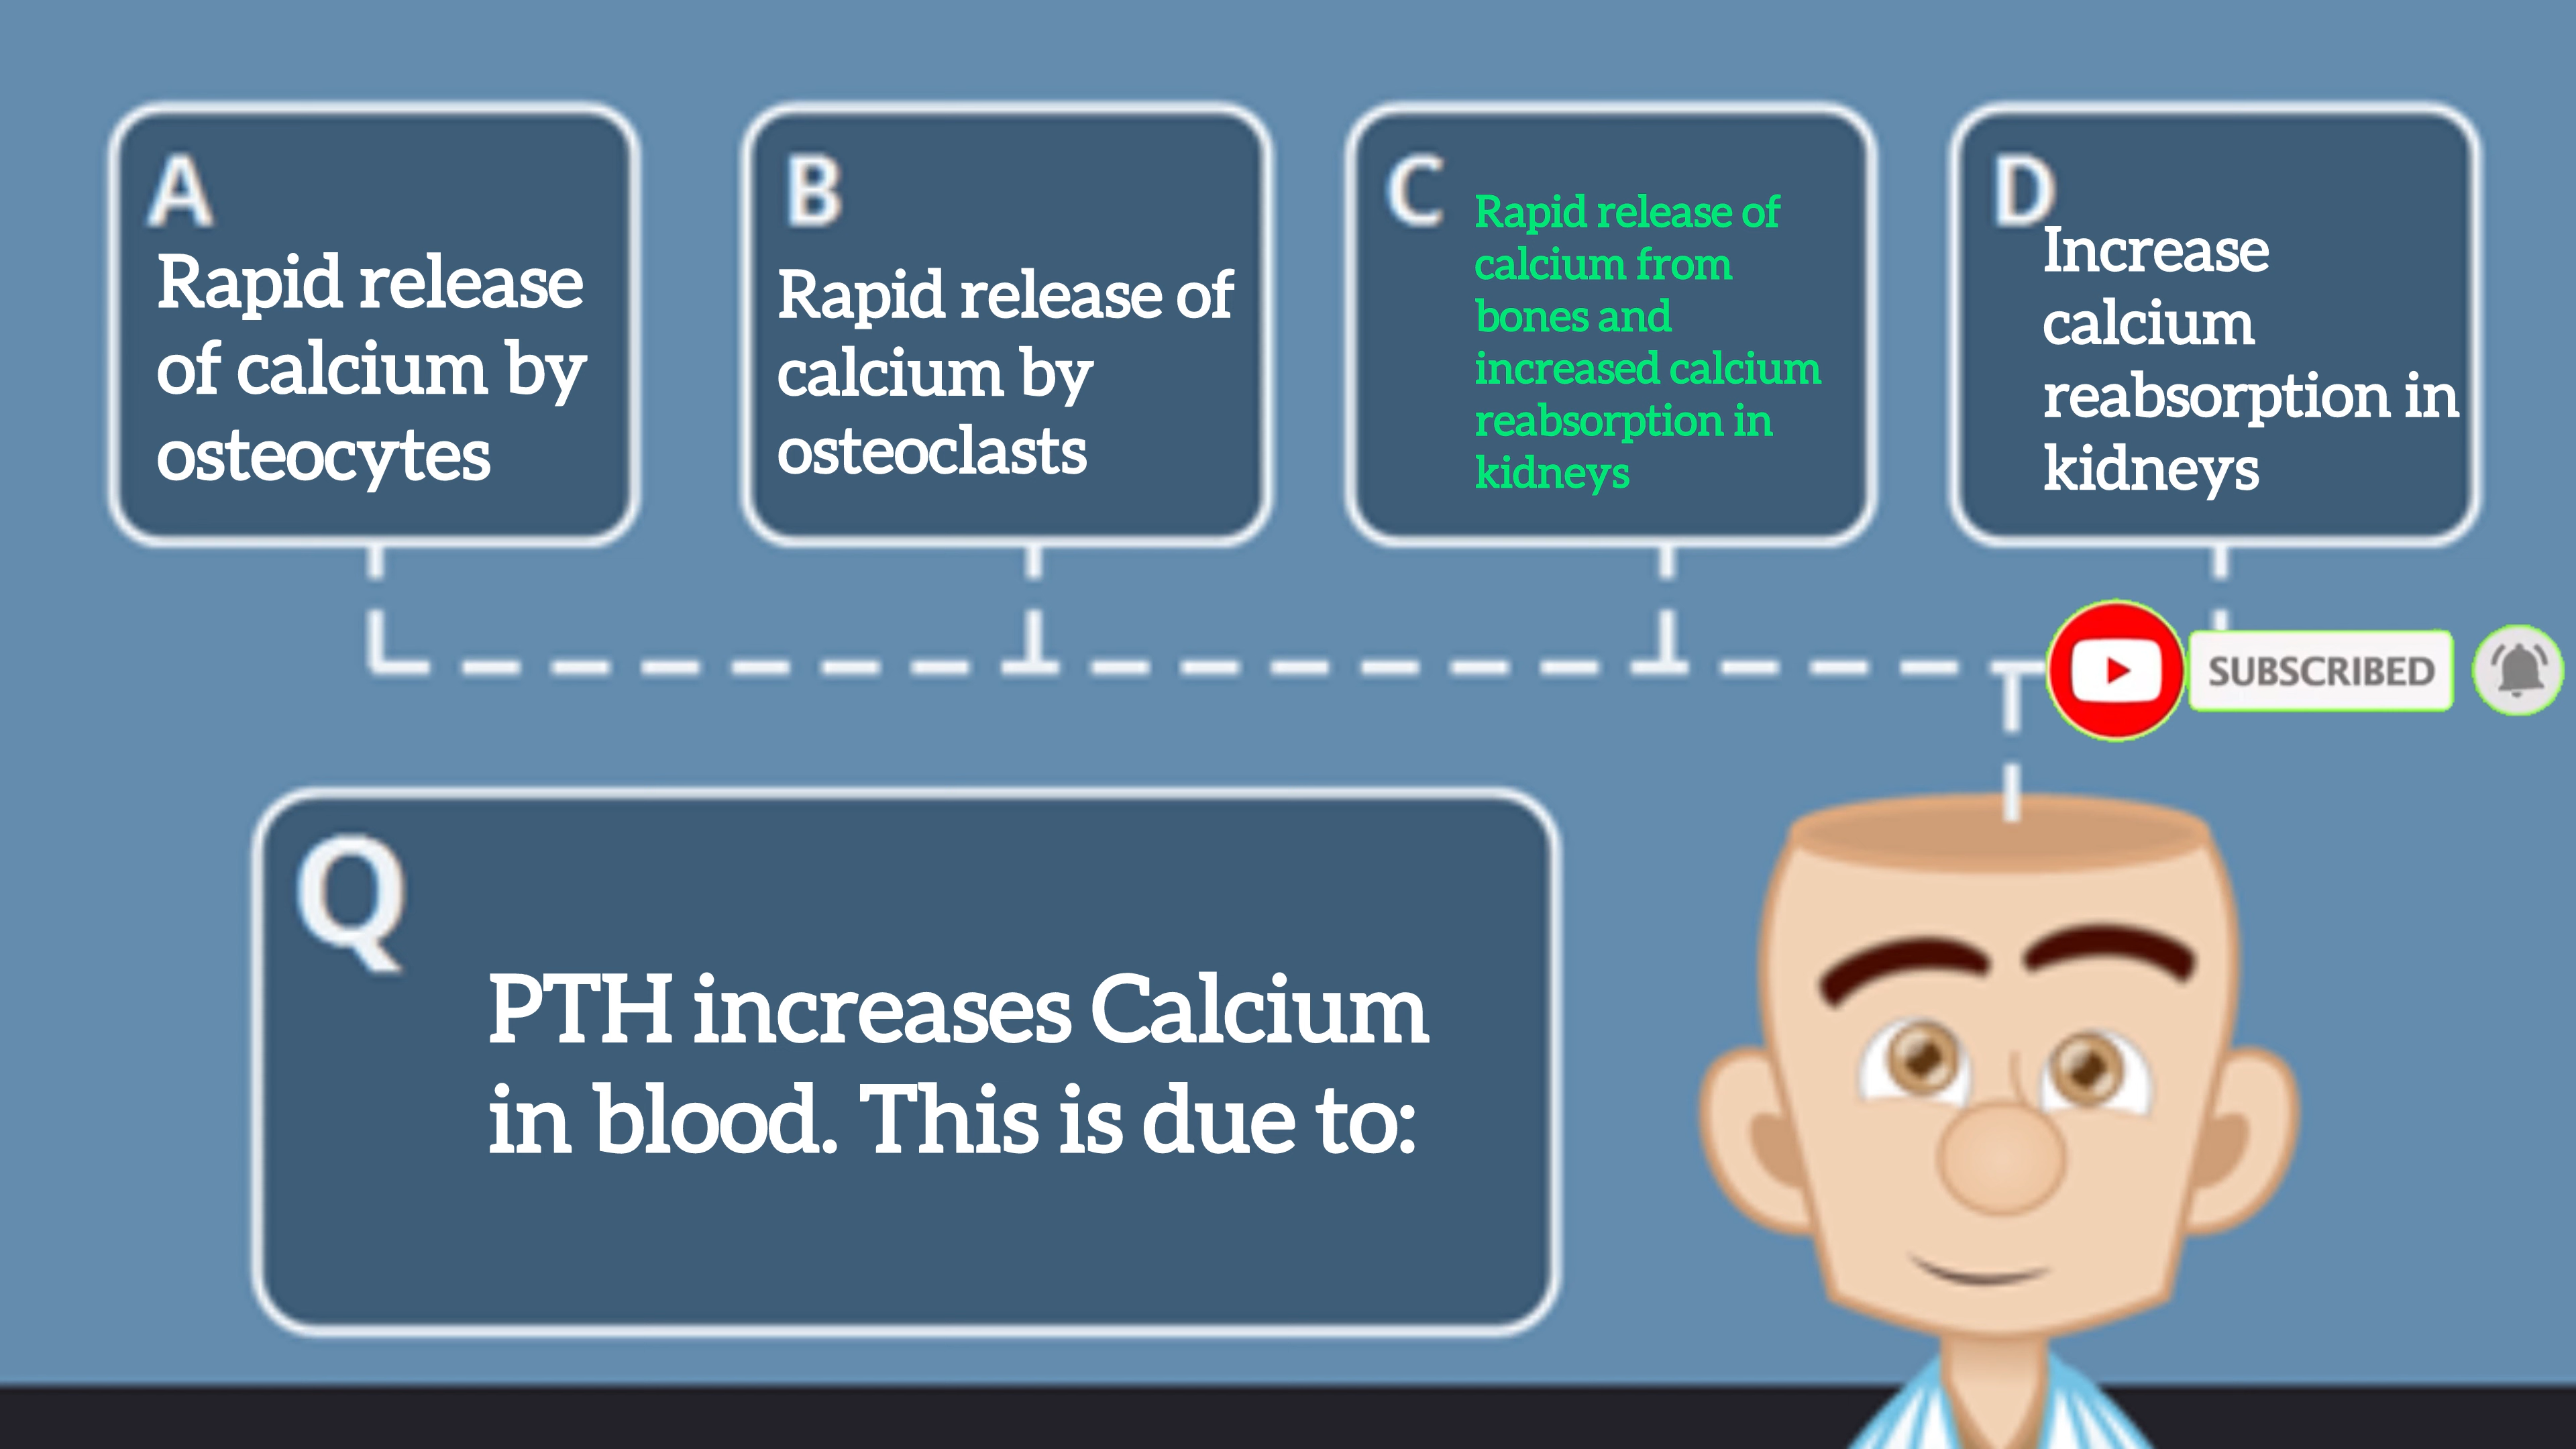 A
Rapid release
of calcium by
osteocytes
B
Rapid release of
calcium by
osteoclasts
C
Rapid release of
calcium from
bones and
increased calcium
reabsorption in
kidneys
D
Increase
calcium
reabsorption in
kidneys
SUBSCRIBED
Q
PTH increases Calcium
in blood. This is due to: